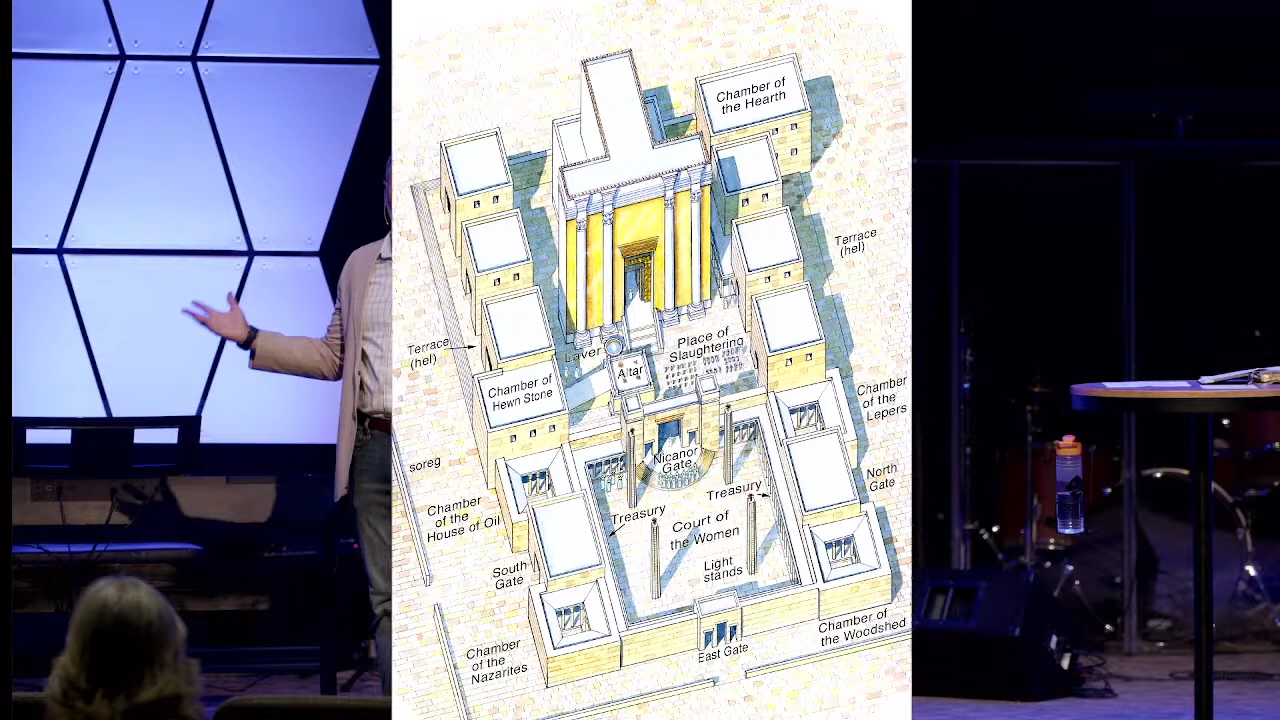 Chamber of
the Hearth
Terrace
(hel)
Place of
Slaughtering
Laver
Altar
Terrace
(hel)
Chamber of
Hewn Stone
Chamber
of the
Lepers
soreg
Nicanor
Gate
North
Gate
Treasury
Chamber
of the
House of Oil
Treasury
Court of
the Women
Light
stands
South
Gate
Chamber of
the Woodshed
East Gate
Chamber
of the
Nazarites